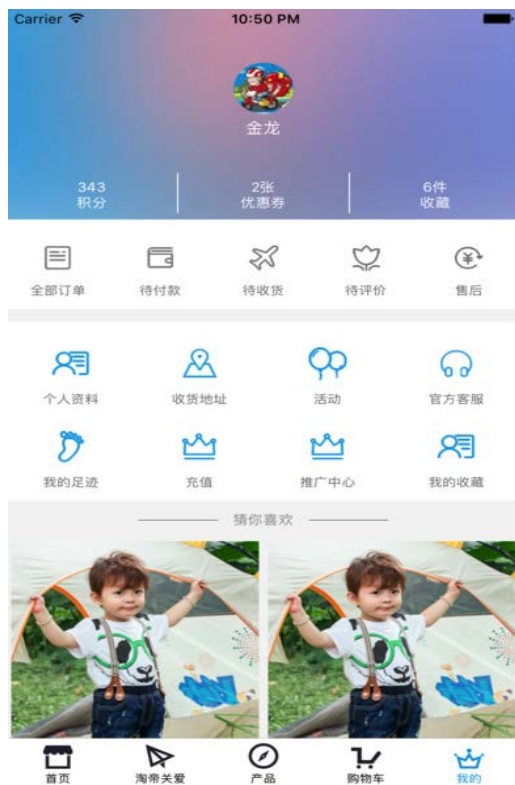 Carrier 10:50 PM
金龙
343 2张 6件
积分 优惠券 收藏
全部订单 待付款 待收货 待评价 售后
个人资料 收货地址 活动 官方客服
我的足迹 充值 推广中心 我的收藏
猜你喜欢
首页 淘帝关爱 产品 购物车 我的